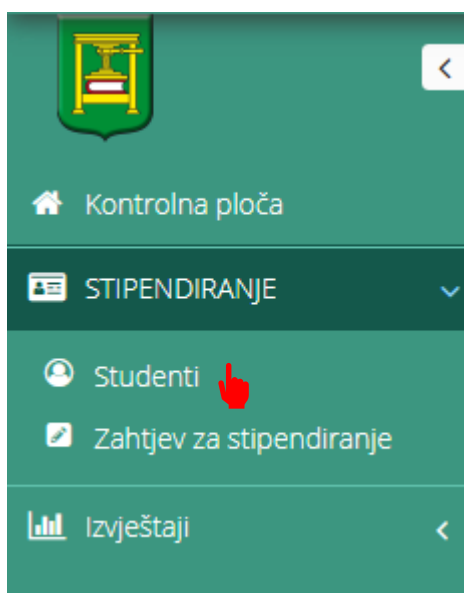 Kontrolna ploča
STIPENDIRANJE
Studenti
Zahtjev za stipendiranje
Izvještaji